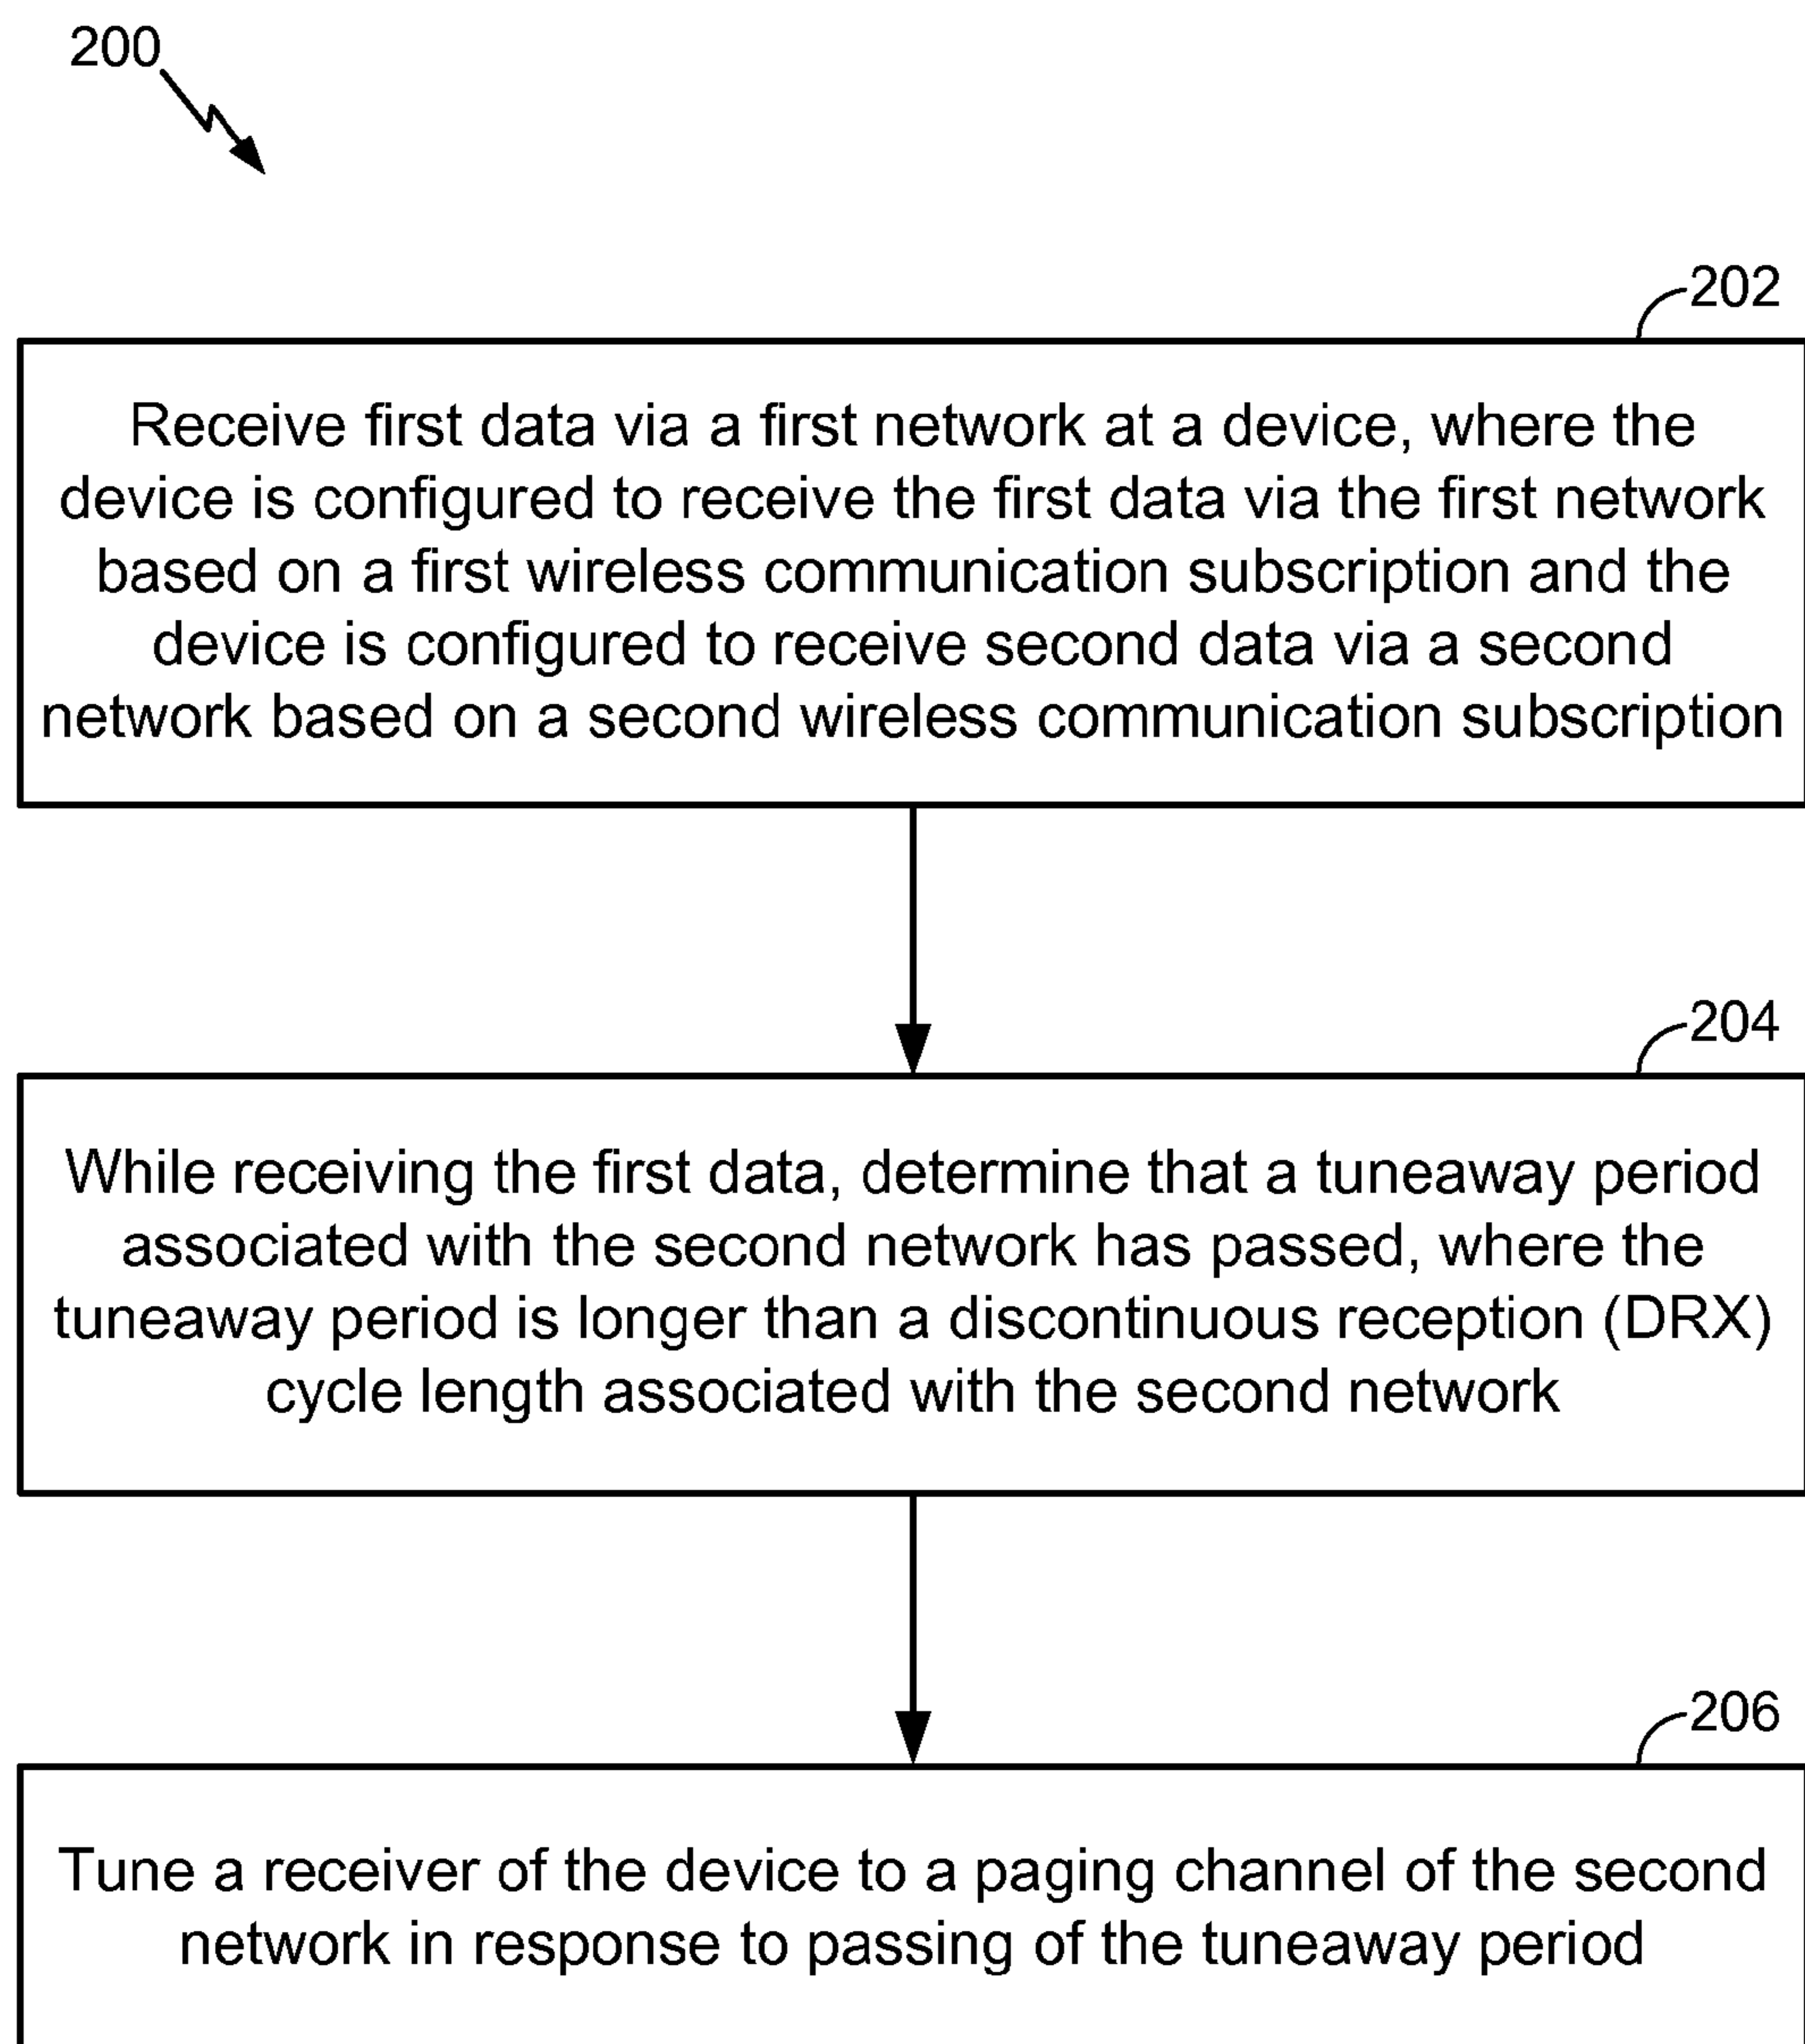 200
202
Receive first data via a first network at a device, where the
device is configured to receive the first data via the first network
based on a first wireless communication subscription and the
device is configured to receive second data via a second
network based on a second wireless communication subscription
204
While receiving the first data, determine that a tuneaway period
associated with the second network has passed, where the
tuneaway period is longer than a discontinuous reception (DRX)
cycle length associated with the second network
206
Tune a receiver of the device to a paging channel of the second
network in response to passing of the tuneaway period